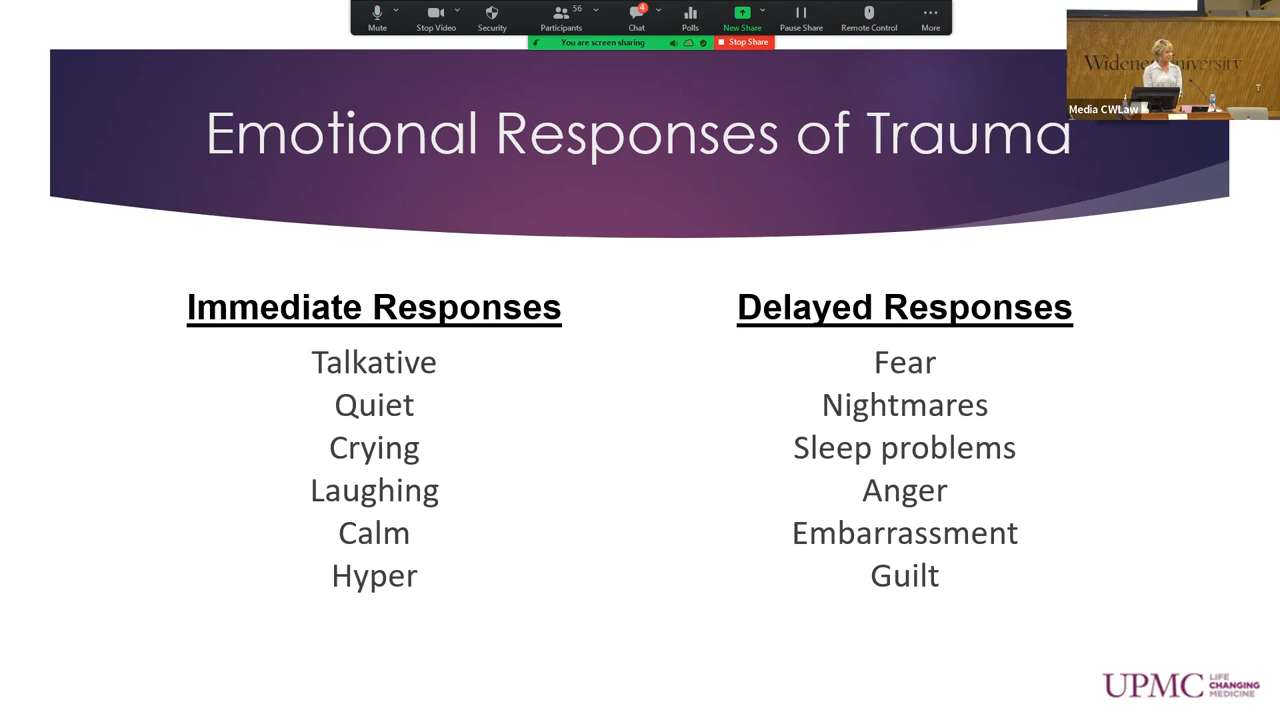 56
4
Mute
Stop Video
Security
Participants
Chat
Polls
New Share
Pause Share
Remote Control
More
You are screen sharing
Stop Share
Widener University
Media CWLaw
Emotional Responses of Trauma
Immediate Responses
Talkative
Quiet
Crying
Laughing
Calm
Hyper
Delayed Responses
Fear
Nightmares
Sleep problems
Anger
Embarrassment
Guilt
UPMC LIFE
CHANGING
MEDICINE